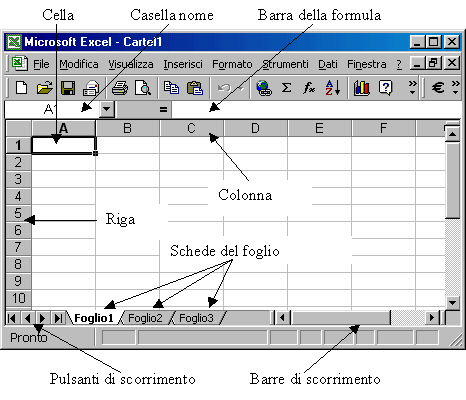 Cella Casella nome Barra della formula
Microsoft Excel - Cartel1
File Modifica Visualizza Inserisci Formato Strumenti Dati Finestra ?
A1 =
A B C D E F
1
2
3
4
Colonna
5
Riga
6
7
Schede del foglio
8
9
10
Foglio1 Foglio2 Foglio3
Pronto
Pulsanti di scorrimento Barre di scorrimento